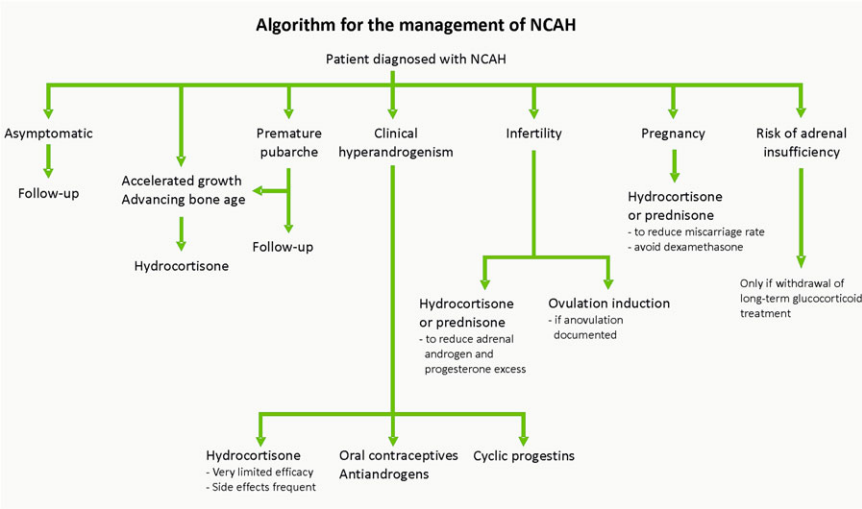 Algorithm for the management of NCAH
Patient diagnosed with NCAH
Asymptomatic
Follow-up
Accelerated growth
Advancing bone age
Hydrocortisone
Premature
pubarche
Follow-up
Clinical
hyperandrogenism
Hydrocortisone
- Very limited efficacy
- Side effects frequent
Oral contraceptives
Antiandrogens
Cyclic progestins
Infertility
Hydrocortisone
or prednisone
- to reduce adrenal
androgen and
progesterone excess
Ovulation induction
- if anovulation
documented
Pregnancy
Hydrocortisone
or prednisone
- to reduce miscarriage rate
- avoid dexamethasone
Risk of adrenal
insufficiency
Only if withdrawal of
long-term glucocorticoid
treatment